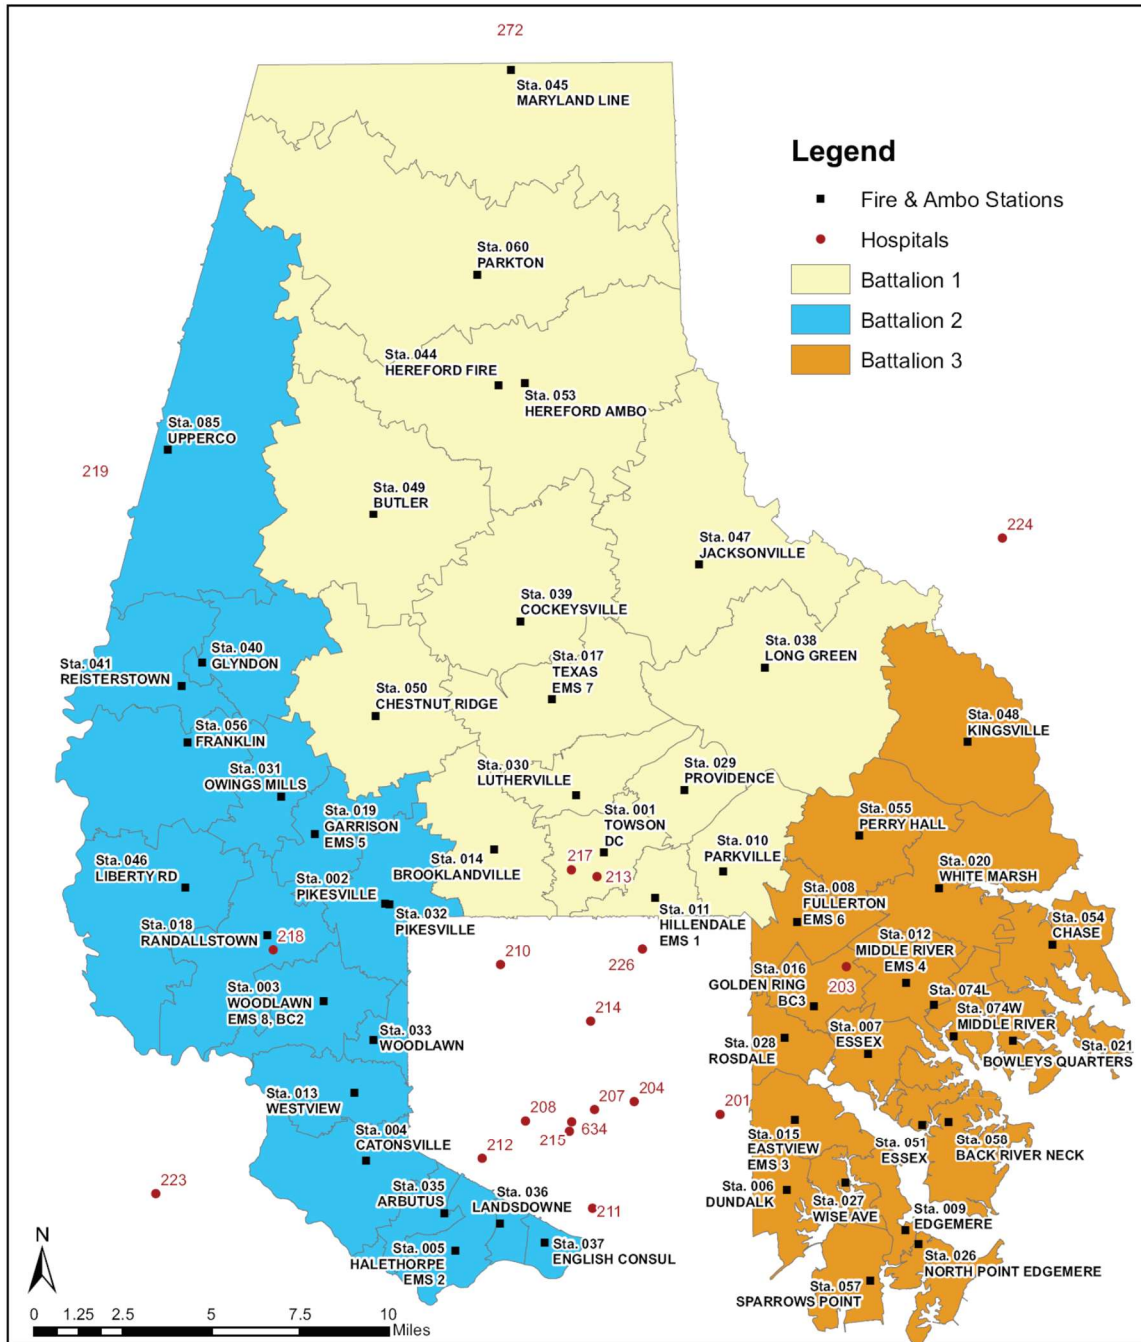 272
Sta. 045
MARYLAND LINE
Legend
Fire & Ambo Stations
Hospitals
Battalion 1
Battalion 2
Battalion 3
Sta. 060
PARKTON
Sta. 044
HEREFORD FIRE
Sta. 053
HEREFORD AMBO
Sta. 085
UPPERCO
219
Sta. 049
BUTLER
224
Sta. 047
JACKSONVILLE
Sta. 039
COCKEYSVILLE
Sta. 038
LONG GREEN
Sta. 040
GLYNDON
Sta. 041
REISTERSTOWN
Sta. 017
TEXAS
EMS 7
Sta. 050
CHESTNUT RIDGE
Sta. 048
KINGSVILLE
Sta. 056
FRANKLIN
Sta. 031
OWINGS MILLS
Sta. 030
LUTHERVILLE
Sta. 029
PROVIDENCE
Sta. 019
GARRISON
EMS 5
Sta. 001
TOWSON
DC
Sta. 055
PERRY HALL
Sta. 010
PARKVILLE
Sta. 014
BROOKLANDVILLE
217
213
Sta. 046
LIBERTY RD
Sta. 002
PIKESVILLE
Sta. 032
PIKESVILLE
Sta. 020
WHITE MARSH
Sta. 008
FULLERTON
EMS 6
Sta. 011
HILLENDALE
EMS 1
Sta. 054
CHASE
Sta. 018
RANDALLSTOWN
218
210
226
Sta. 012
MIDDLE RIVER
EMS 4
Sta. 016
GOLDEN RING
BC3
203
Sta. 003
WOODLAWN
EMS 8, BC2
214
Sta. 074L
Sta. 074W
MIDDLE RIVER
Sta. 033
WOODLAWN
Sta. 028
ROSDALE
Sta. 007
ESSEX
Sta. 021
BOWLEYS QUARTERS
Sta. 013
WESTVIEW
208
207
204
201
215
634
Sta. 004
CATONSVILLE
212
Sta. 015
EASTVIEW
EMS 3
Sta. 051
ESSEX
Sta. 058
BACK RIVER NECK
223
Sta. 035
ARBUTUS
Sta. 036
LANDSDOWNE
211
Sta. 006
DUNDALK
Sta. 027
WISE AVE
Sta. 009
EDGEMERE
Sta. 005
HALETHORPE
EMS 2
Sta. 037
ENGLISH CONSUL
Sta. 026
NORTH POINT EDGEMERE
Sta. 057
SPARROWS POINT
N
0 1.25 2.5 5 7.5 10
Miles